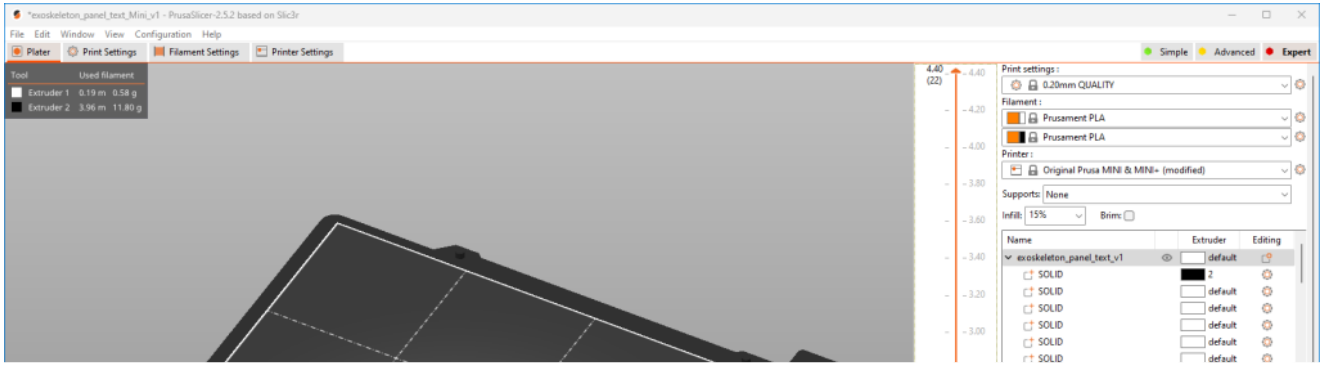 *exoskeleton_panel_text_Mini_v1 - PrusaSlicer-2.5.2 based on Slic3r
File Edit Window View Configuration Help
Plater Print Settings Filament Settings Printer Settings Simple Advanced Expert
Tool Used filament
Extruder 1 0.19 m 0.58 g
Extruder 2 3.96 m 11.80 g
4.40
(22)
4.40
4.20
4.00
3.80
3.60
3.40
3.20
3.00
Print settings :
0.20mm QUALITY
Filament :
Prusament PLA
Prusament PLA
Printer :
Original Prusa MINI & MINI+ (modified)
Supports: None
Infill: 15% Brim:
Name Extruder Editing
exoskeleton_panel_text_v1 default
SOLID 2
SOLID default
SOLID default
SOLID default
SOLID default
SOLID default